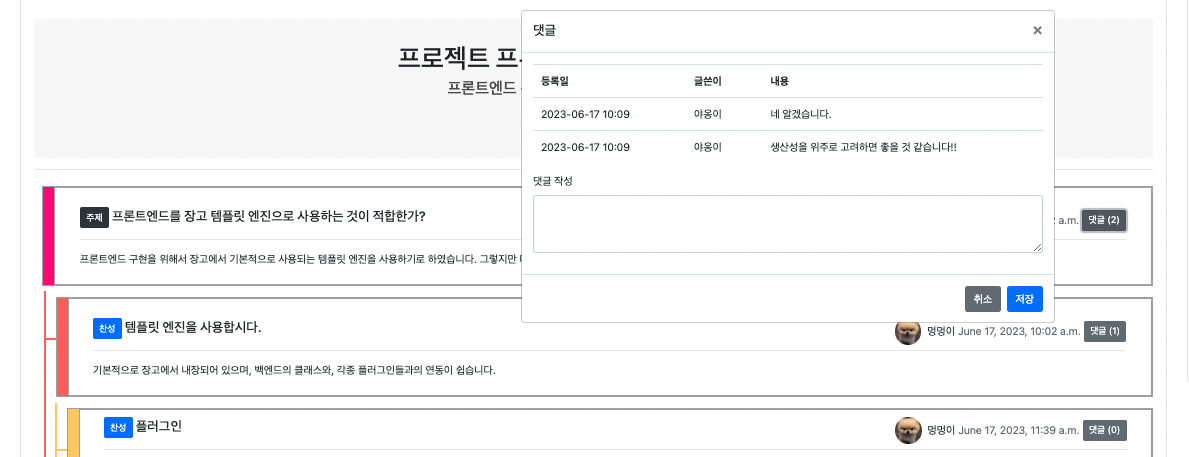 댓글 ×
프로젝트 프
프론트엔드
등록일 글쓴이 내용
2023-06-17 10:09 야옹이 네 알겠습니다.
2023-06-17 10:09 야옹이 생산성을 위주로 고려하면 좋을 것 같습니다!!
댓글 작성
취소 저장
주제 프론트엔드를 장고 템플릿 엔진으로 사용하는 것이 적합한가?
a.m. 댓글 (2)
프론트엔드 구현을 위해서 장고에서 기본적으로 사용되는 템플릿 엔진을 사용하기로 하였습니다. 그렇지만
찬성 템플릿 엔진을 사용합시다.
멍멍이 June 17, 2023, 10:02 a.m. 댓글 (1)
기본적으로 장고에서 내장되어 있으며, 백엔드의 클래스와, 각종 플러그인들과의 연동이 쉽습니다.
찬성 플러그인
멍멍이 June 17, 2023, 11:39 a.m. 댓글 (0)